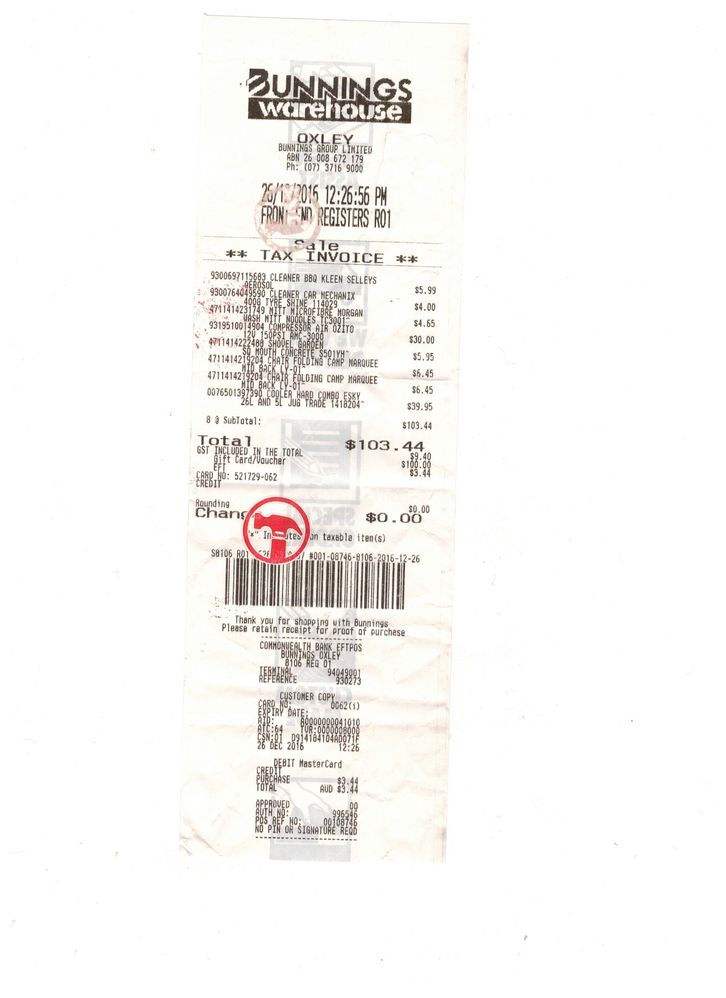 BUNNINGS
warehouse
OXLEY
BUNNINGS GROUP LIMITED
ABN 26 008 672 179
Ph: (07) 3716 9000
2016 12:26:56 PM
REGISTERS R01
Sale
** TAX INVOICE **
9300697115683 CLEANER BBQ KLEEN SELLEYS
AEROSOL $5.99
9300764049590 CLEANER CAR MECHANIX
400G TYRE SHINE 114029 $4.00
4711414231749 MITT MICROFIBRE MORGAN
WASH MITT NOODLES TC3001^ $4.65
9319510014904 COMPRESSOR AIR OZITO
12V 150PSI AMC-3000 $30.00
4711414222488 SHOVEL GARDEN
SQ MOUTH CONCRETE S501YH^ $5.95
4711414219204 CHAIR FOLDING CAMP MARQUEE
MID BACK LY-01^ $6.45
4711414219204 CHAIR FOLDING CAMP MARQUEE
MID BACK LY-01^ $6.45
0076501397390 COOLER HARD COMBO ESKY
26L AND 5L JUG TRADE 1418204^ $39.95
8 @ SubTotal: $103.44
Total $103.44
GST INCLUDED IN THE TOTAL $9.40
Gift Card/Voucher $100.00
EFT $3.44
CARD NO: 521729-062
CREDIT
Rounding $0.00
Change $0.00
on taxable item(s)
S8106 R01 #001-08746-8106-2016-12-26
Thank you for shopping with Bunnings
Please retain receipt for proof of purchase
COMMONWEALTH BANK EFTPOS
BUNNINGS OXLEY
8106 REG 01
TERMINAL 94049001
REFERENCE 930273
CUSTOMER COPY
CARD NO: 062(i)
EXPIRY DATE:
AID: A0000000041010
ATC:64 TVR:0000008000
CSN:01 D914184104AD071F
26 DEC 2016 12:26
DEBIT MasterCard
CREDIT
PURCHASE $3.44
TOTAL AUD $3.44
APPROVED 00
AUTH NO: 996546
POS REF NO: 00108746
NO PIN OR SIGNATURE REQD